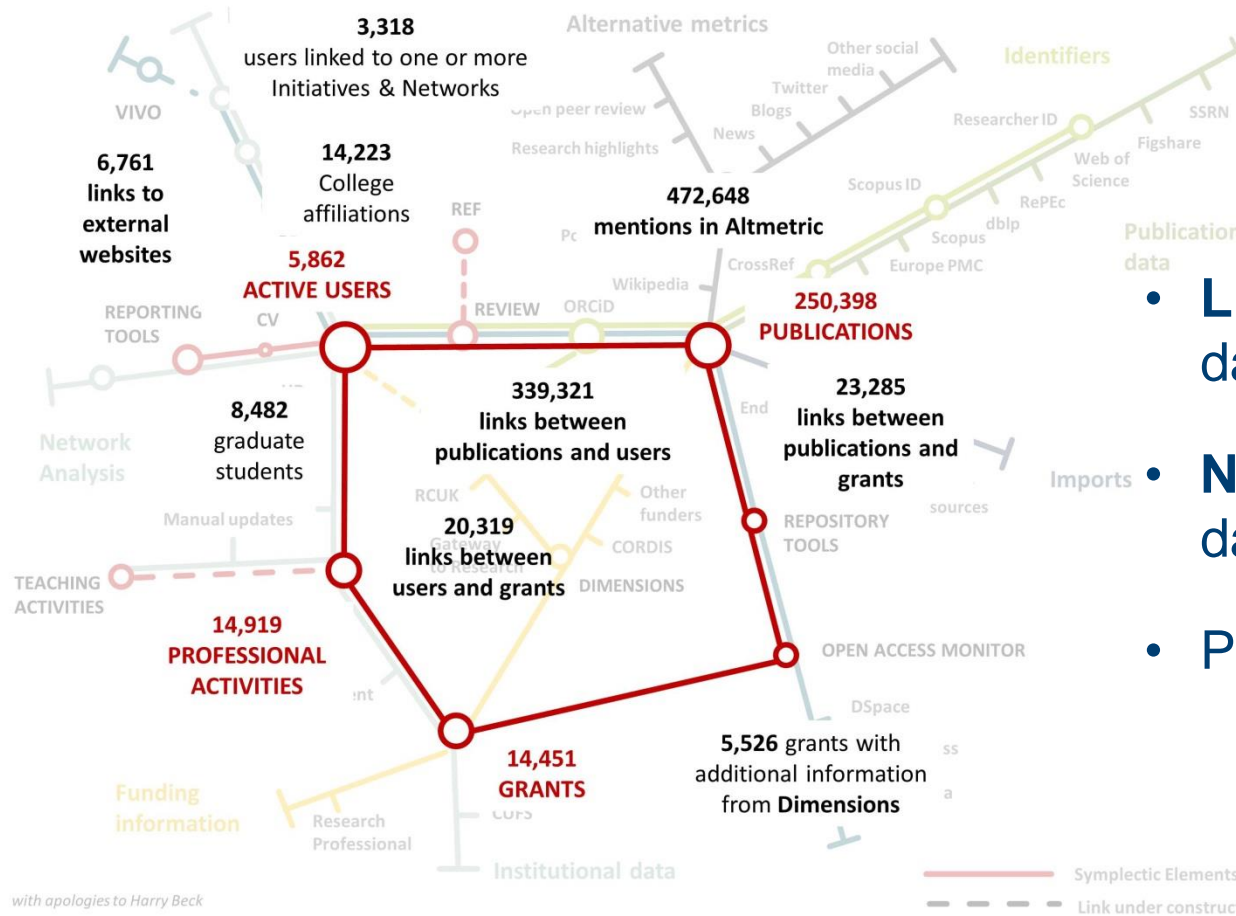 3,318
users linked to one or more
Initiatives & Networks
Alternative metrics
Other social
media
Twitter
Blogs
News
Open peer review
Research highlights
Identifiers
Researcher ID
SSRN
Figshare
Web of
Science
RePEc
dblp
Scopus ID
Scopus
Europe PMC
CrossRef
Publication
data
VIVO
6,761
links to
external
websites
14,223
College
affiliations
REF
472,648
mentions in Altmetric
Wikipedia
5,862
ACTIVE USERS
REPORTING
TOOLS
CV
REVIEW
ORCiD
250,398
PUBLICATIONS
339,321
links between
publications and users
23,285
links between
publications and
grants
End
8,482
graduate
students
Network
Analysis
Imports
sources
RCUK
Other
funders
Gateway
to Research
CORDIS
DIMENSIONS
20,319
links between
users and grants
REPOSITORY
TOOLS
Manual updates
TEACHING
ACTIVITIES
14,919
PROFESSIONAL
ACTIVITIES
OPEN ACCESS MONITOR
DSpace
14,451
GRANTS
5,526 grants with
additional information
from Dimensions
Funding
information
Research
Professional
CUFS
Institutional data
with apologies to Harry Beck
Symplectic Elements
Link under construc
• L
da
• N
da
• P